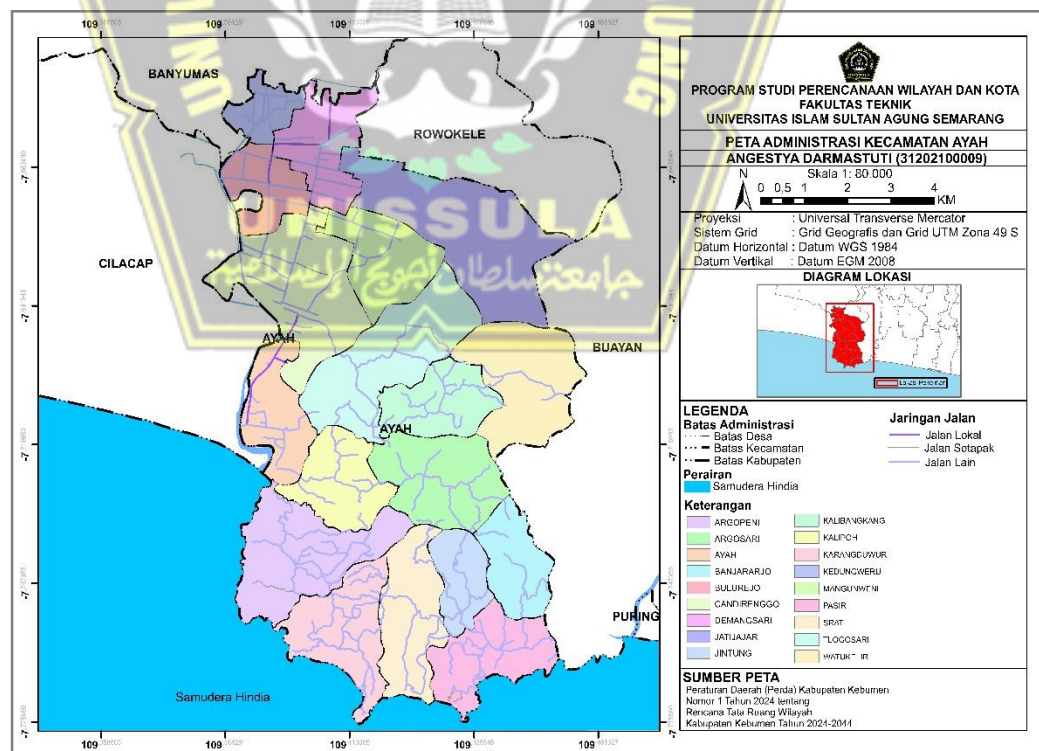 BANYUMAS
ROWOKELE
CILACAP
AYAH
BUAYAN
AYAH
PURING
Samudera Hindia
UNISSULA
جامعتسلطان أجونج الإسلامية
PROGRAM STUDI PERENCANAAN WILAYAH DAN KOTA
FAKULTAS TEKNIK
UNIVERSITAS ISLAM SULTAN AGUNG SEMARANG
PETA ADMINISTRASI KECAMATAN AYAH
ANGESTYA DARMASTUTI (31202100009)
N
Skala 1: 80.000
0 0,5 1 2 3 4
KM
Proyeksi : Universal Transverse Mercator
Sistem Grid : Grid Geografis dan Grid UTM Zona 49 S
Datum Horizontal : Datum WGS 1984
Datum Vertikal : Datum EGM 2008
DIAGRAM LOKASI
LEGENDA
Batas Administrasi
Batas Desa
Batas Kecamatan
Batas Kabupaten
Perairan
Samudera Hindia
Jaringan Jalan
Jalan Lokal
Jalan Setapak
Jalan Lain
Keterangan
ARGOPENI
ARGOSARI
AYAH
BANJARARJO
BULUREJO
CANDIRENGGO
DEMANGSARI
JATIJAJAR
JINTUNG
KALIBANGKANG
KALIPOH
KARANGDUWUR
KEDUNGWERU
MANGUNWENI
PASIR
SRATI
TLOGOSARI
WATUKELIR
SUMBER PETA
Peraturan Daerah (Perda) Kabupaten Kebumen
Nomor 1 Tahun 2024 tentang
Rencana Tata Ruang Wilayah
Kabupaten Kebumen Tahun 2024-2044